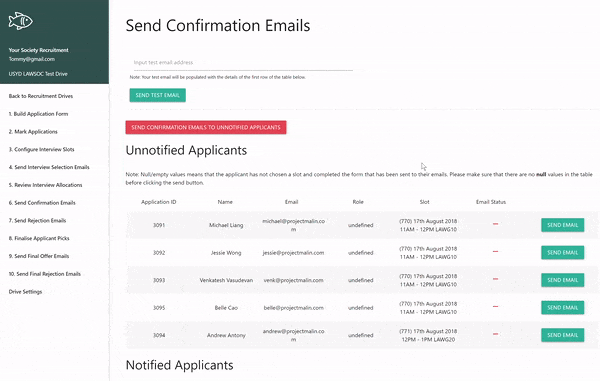 Your Society Recruitment
Tommy@gmail.com
USYD LAWSOC Test Drive
Back to Recruitment Drives
1. Build Application Form
2. Mark Applications
3. Configure Interview Slots
4. Send Interview Selection Emails
5. Review Interview Allocations
6. Send Confirmation Emails
7. Send Rejection Emails
8. Finalise Applicant Picks
9. Send Final Offer Emails
10. Send Final Rejection Emails
Drive Settings
Send Confirmation Emails
Input test email address
Note: Your test email will be populated with the details of the first row of the table below.
SEND TEST EMAIL
SEND CONFIRMATION EMAILS TO UNNOTIFIED APPLICANTS
Unnotified Applicants
Note: Null/empty values means that the applicant has not chosen a slot and completed the form that has been sent to their emails. Please make sure that there are no null values in the table
before clicking the send button.
Application ID Name Email Role Slot Email Status
3091 Michael Liang michael@projectmalin.co
m undefined (770) 17th August 2018
11AM - 12PM LAWG10 — SEND EMAIL
3092 Jessie Wong jessie@projectmalin.com undefined (770) 17th August 2018
11AM - 12PM LAWG10 — SEND EMAIL
3093 Venkatesh Vasudevan venk@projectmalin.com undefined (770) 17th August 2018
11AM - 12PM LAWG10 — SEND EMAIL
3095 Belle Cao belle@projectmalin.com undefined (770) 17th August 2018
11AM - 12PM LAWG10 — SEND EMAIL
3094 Andrew Antony andrew@projectmalin.co
m undefined (771) 17th August 2018
12PM - 1PM LAWG20 — SEND EMAIL
Notified Applicants